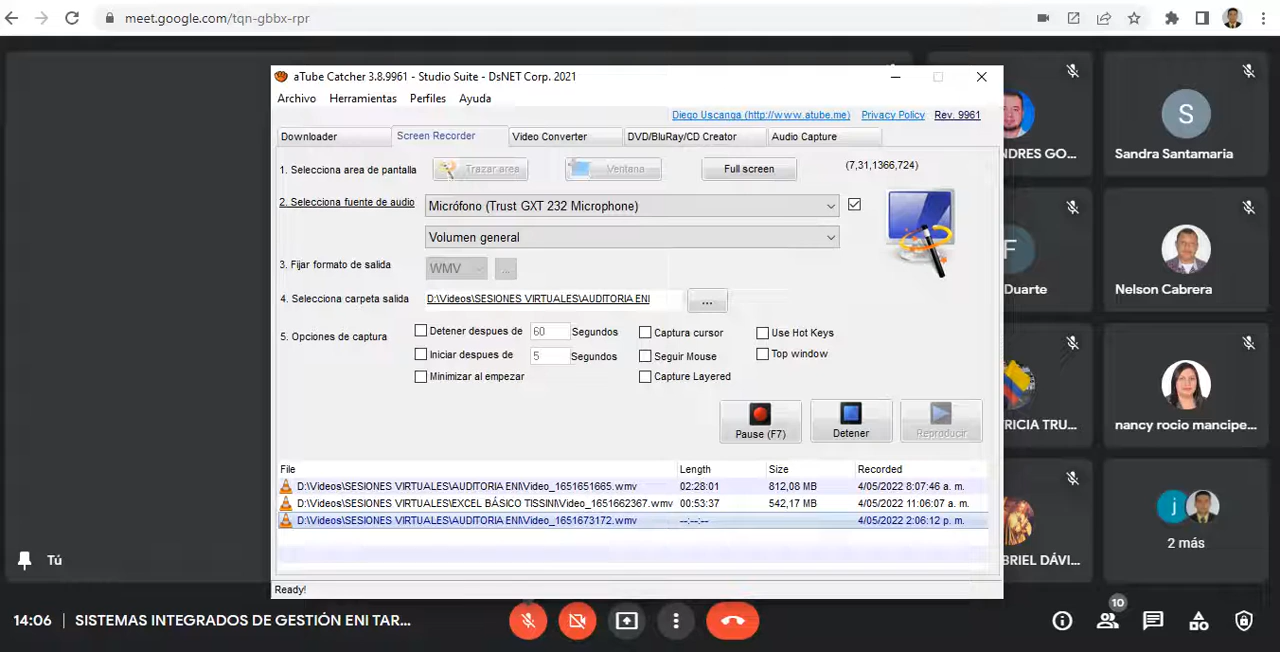 meet.google.com/tqn-gbbx-rpr
aTube Catcher 3.8.9961 - Studio Suite - DsNET Corp. 2021
Archivo Herramientas Perfiles Ayuda
Diego Uscanga (http://www.atube.me) Privacy Policy Rev. 9961
Downloader Screen Recorder Video Converter DVD/BluRay/CD Creator Audio Capture
1. Selecciona area de pantalla Trazar area Ventana Full screen (7,31,1366,724)
2. Selecciona fuente de audio Micrófono (Trust GXT 232 Microphone)
Volumen general
3. Fijar formato de salida WMV ...
4. Selecciona carpeta salida D:\Videos\SESIONES VIRTUALES\AUDITORIA ENI ...
5. Opciones de captura
Detener despues de 60 Segundos Captura cursor Use Hot Keys
Iniciar despues de 5 Segundos Seguir Mouse Top window
Minimizar al empezar Capture Layered
Pause (F7) Detener Reproducir
File Length Size Recorded
D:\Videos\SESIONES VIRTUALES\AUDITORIA ENI\Video_1651651665.wmv 02:28:01 812,08 MB 4/05/2022 8:07:46 a. m.
D:\Videos\SESIONES VIRTUALES\EXCEL BÁSICO TISSINI\Video_1651662367.wmv 00:53:37 542,17 MB 4/05/2022 11:06:07 a. m.
D:\Videos\SESIONES VIRTUALES\AUDITORIA ENI\Video_1651673172.wmv --:--:-- 4/05/2022 2:06:12 p. m.
Ready!
NDRES GO...
S
Sandra Santamaria
F
Duarte
Nelson Cabrera
RICIA TRU...
nancy rocio mancipe...
BRIEL DÁVI...
j
2 más
Tú
14:06 | SISTEMAS INTEGRADOS DE GESTIÓN ENI TAR...
10